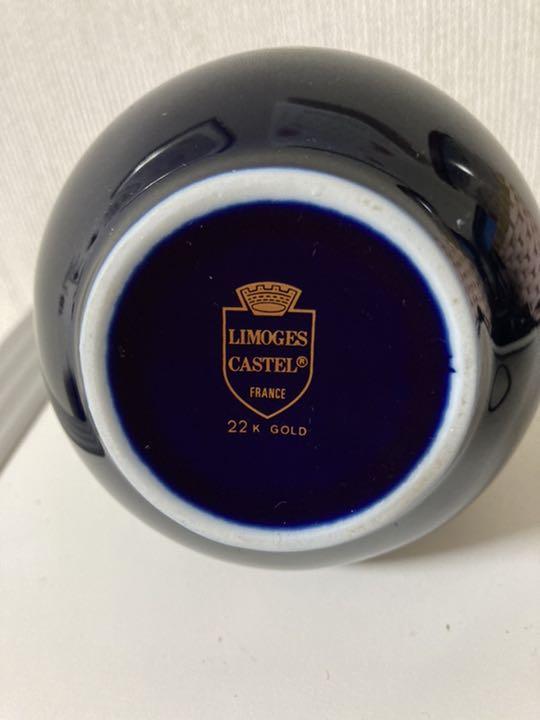 LIMOGES
CASTEL®
FRANCE
22 K GOLD